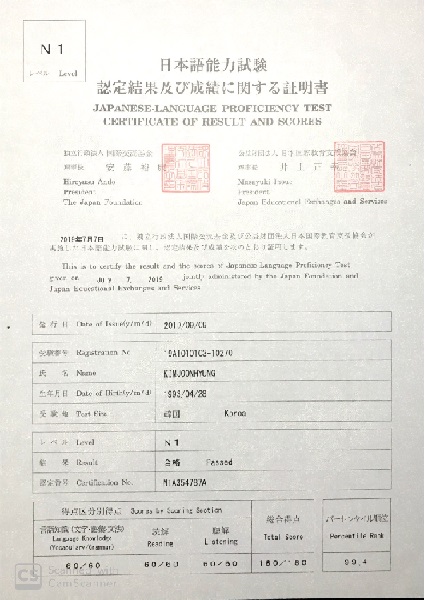 N 1
レベル Level
日本語能力試験
認定結果及び成績に関する証明書
JAPANESE-LANGUAGE PROFICIENCY TEST
CERTIFICATE OF RESULT AND SCORES
独立行政法人 国際交流基金
公益財団法人 日本国際教育支援協会
理事長 安藤裕康
理事長 井上正幸
Hiroyasu Ando
President
The Japan Foundation
Masayuki Inoue
President
Japan Educational Exchanges and Services
2019年7月7日 に、独立行政法人国際交流基金及び公益財団法人日本国際教育支援協会が
実施した日本語能力試験に関し、認定結果及び成績を次のとおり証明します。
This is to certify the result and the scores of Japanese-Language Proficiency Test
given on JULY 7, 2019 jointly administered by the Japan Foundation and
Japan Educational Exchanges and Services.
発行日 Date of Issue(y/m/d)
受験番号 Registration No.
氏名 Name KIMJOONHYUNG
生年月日 Date of Birth(y/m/d)
受験地 Test Site 韓国 Korea
レベル Level N 1
結果 Result 合格 Passed
認定番号 Certification No. N1A354787A
得点区分別得点 Scores by Scoring Section
総合得点
Total Score
パーセンタイル順位
Percentile Rank
言語知識(文字・語彙・文法)
Language Knowledge
(Vocabulary/Grammar)
読解
Reading
聴解
Listening
60/60 60/60 60/60 180/180 99.4
CS Scanned with
CamScanner